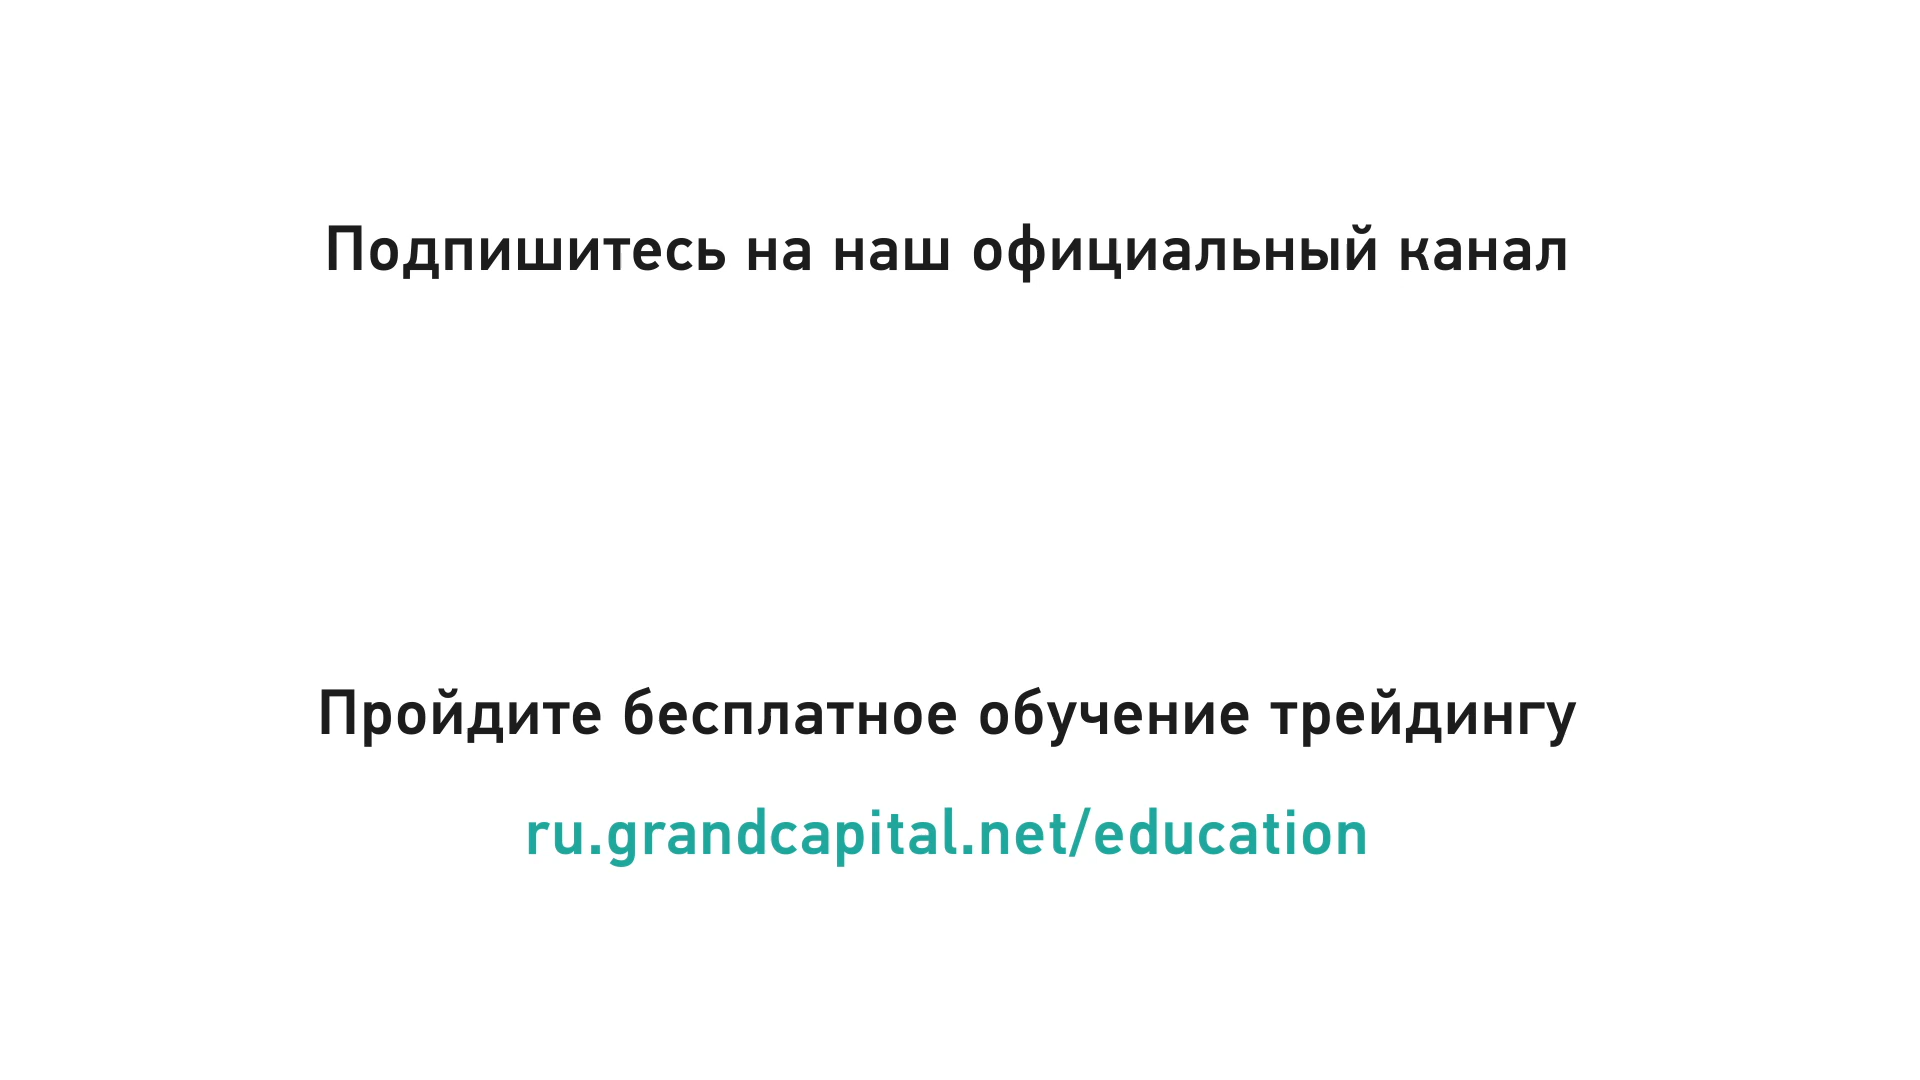 Подпишитесь на наш официальный канал
Пройдите бесплатное обучение трейдингу
ru.grandcapital.net/education